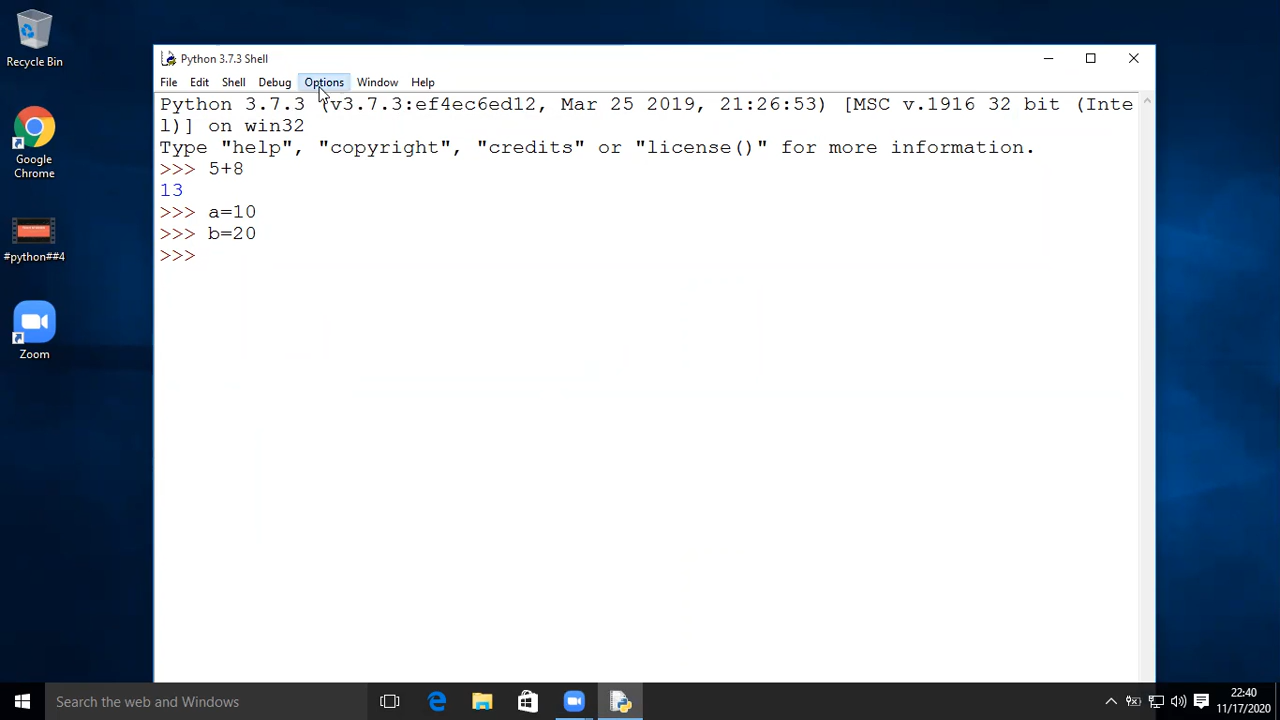 Recycle Bin
Google
Chrome
#python##4
Zoom
Python 3.7.3 Shell
File Edit Shell Debug Options Window Help
Python 3.7.3 (v3.7.3:ef4ec6ed12, Mar 25 2019, 21:26:53) [MSC v.1916 32 bit (Inte
l)] on win32
Type "help", "copyright", "credits" or "license()" for more information.
>>> 5+8
13
>>> a=10
>>> b=20
>>>
Search the web and Windows
22:40
11/17/2020